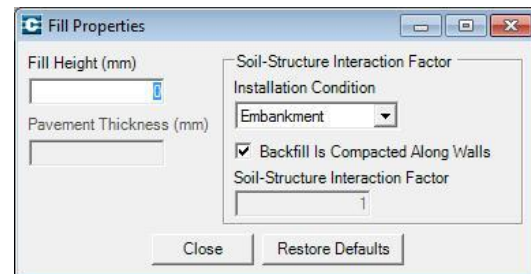 Fill Properties
Fill Height (mm)
0
Pavement Thickness (mm)
Soil-Structure Interaction Factor
Installation Condition
Embankment
Backfill Is Compacted Along Walls
Soil-Structure Interaction Factor
1
Close
Restore Defaults